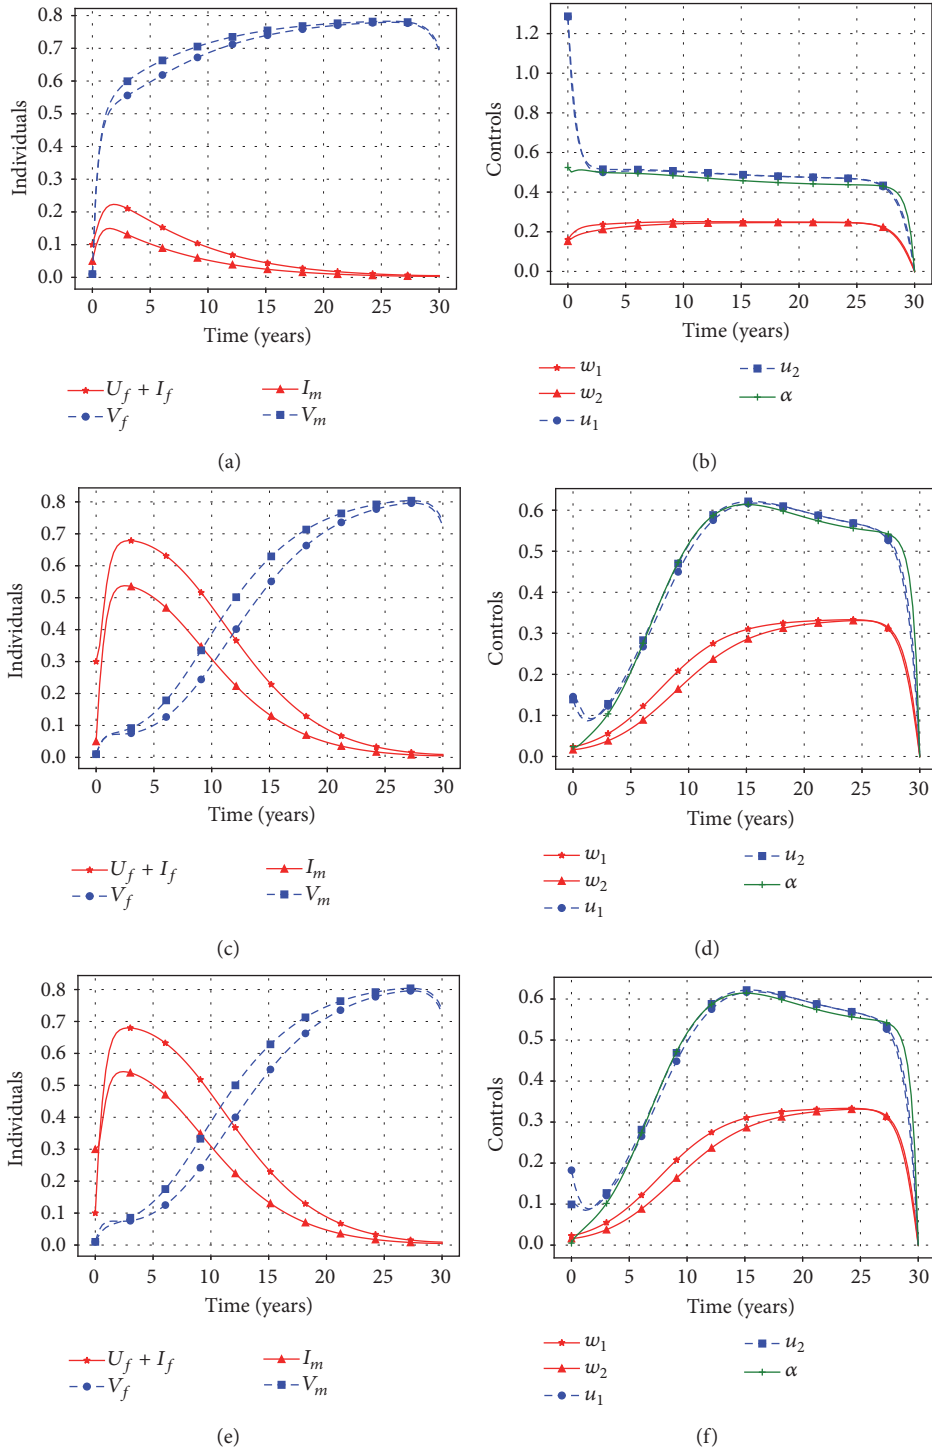 0.8
0.7
0.6
0.5
0.4
0.3
0.2
0.1
0.0
Individuals
0 5 10 15 20 25 30
Time (years)
U_f + I_f
I_m
V_f
V_m
(a)
1.2
1.0
0.8
0.6
0.4
0.2
0.0
Controls
0 5 10 15 20 25 30
Time (years)
w_1
u_2
w_2
α
u_1
(b)
0.8
0.7
0.6
0.5
0.4
0.3
0.2
0.1
0.0
Individuals
0 5 10 15 20 25 30
Time (years)
U_f + I_f
I_m
V_f
V_m
(c)
0.6
0.5
0.4
0.3
0.2
0.1
0.0
Controls
0 5 10 15 20 25 30
Time (years)
w_1
u_2
w_2
α
u_1
(d)
0.8
0.7
0.6
0.5
0.4
0.3
0.2
0.1
0.0
Individuals
0 5 10 15 20 25 30
Time (years)
U_f + I_f
I_m
V_f
V_m
(e)
0.6
0.5
0.4
0.3
0.2
0.1
0.0
Controls
0 5 10 15 20 25 30
Time (years)
w_1
u_2
w_2
α
u_1
(f)